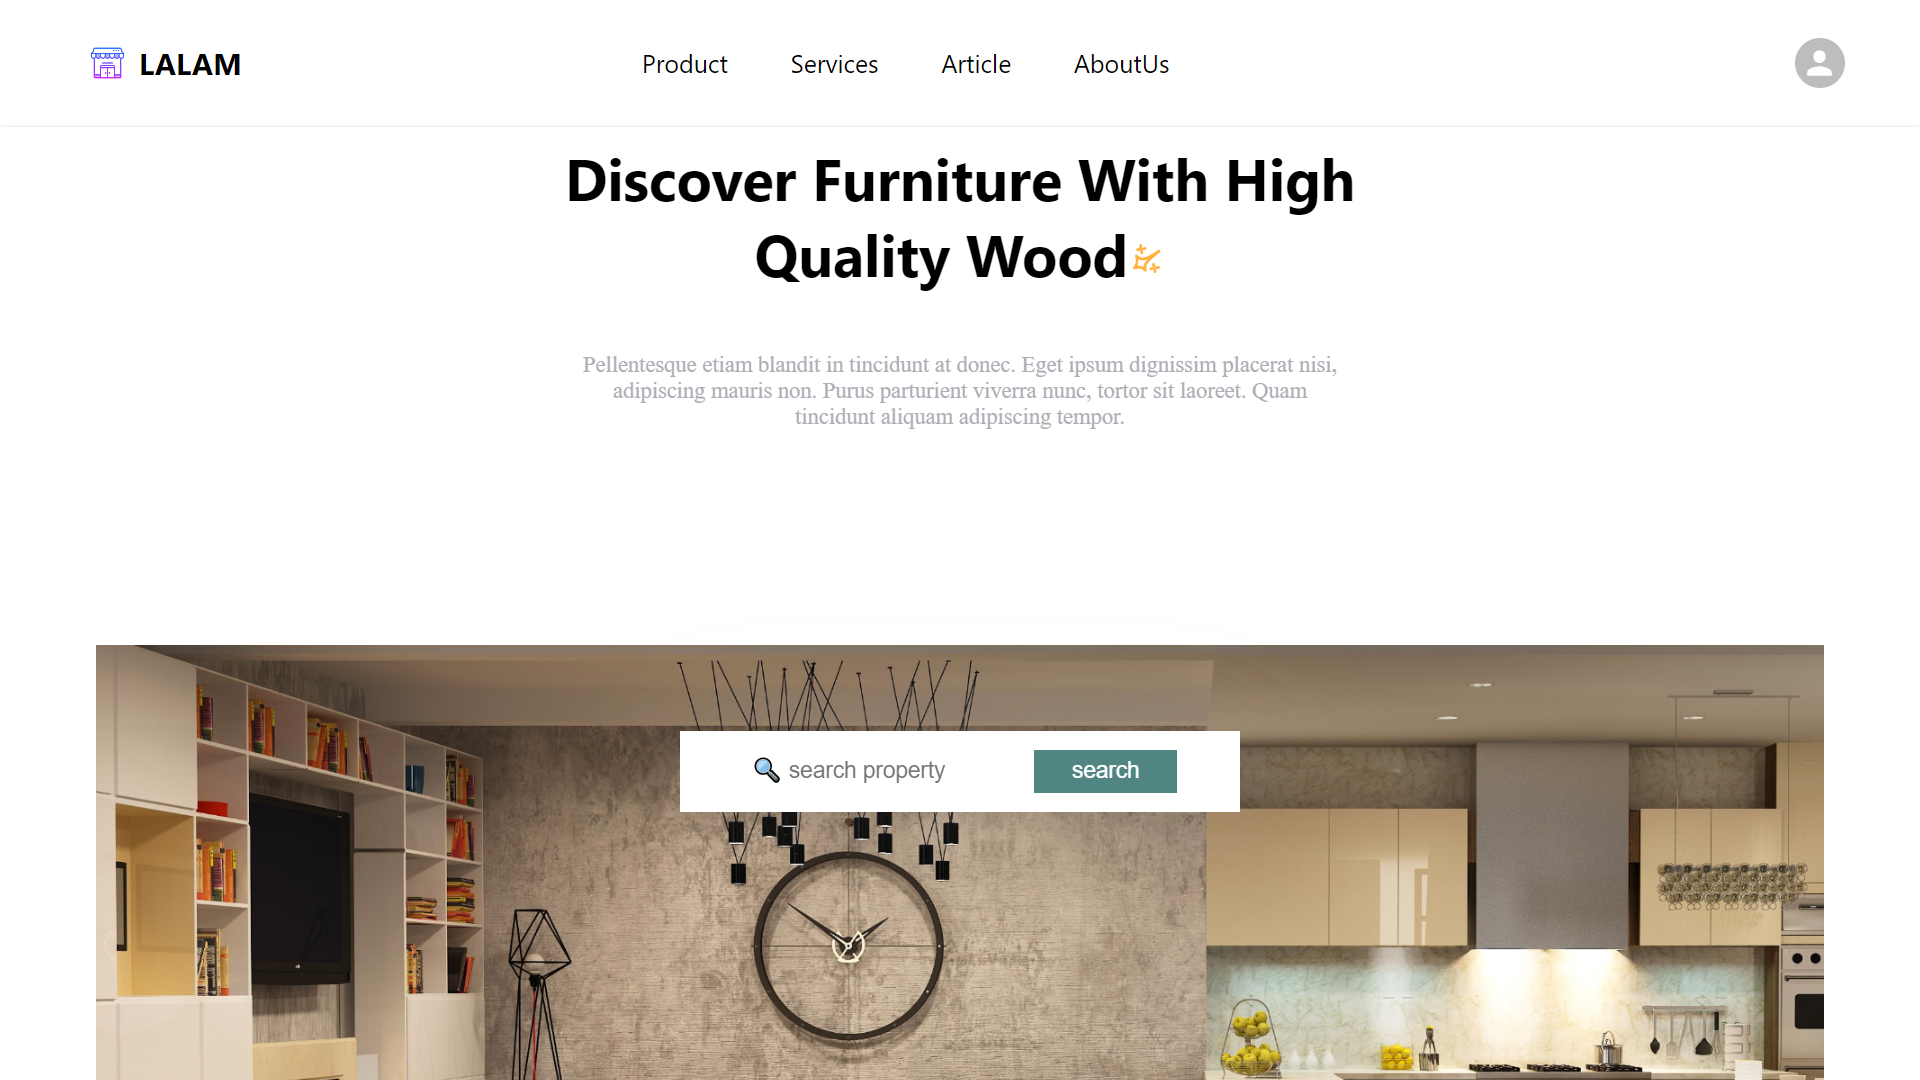 LALAM
Product
Services
Article
AboutUs
Discover Furniture With High
Quality Wood
Pellentesque etiam blandit in tincidunt at donec. Eget ipsum dignissim placerat nisi,
adipiscing mauris non. Purus parturient viverra nunc, tortor sit laoreet. Quam
tincidunt aliquam adipiscing tempor.
search property
search